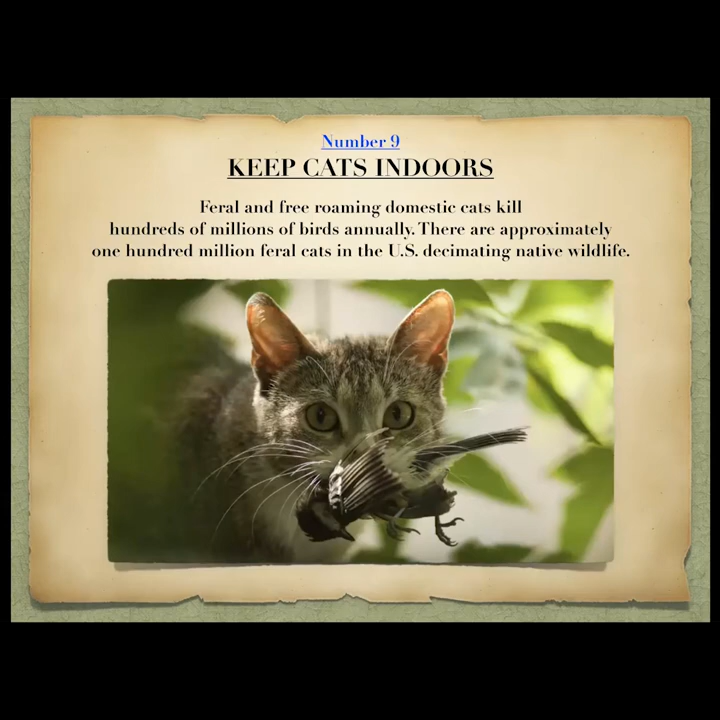 Number 9
KEEP CATS INDOORS
Feral and free roaming domestic cats kill
hundreds of millions of birds annually. There are approximately
one hundred million feral cats in the U.S. decimating native wildlife.